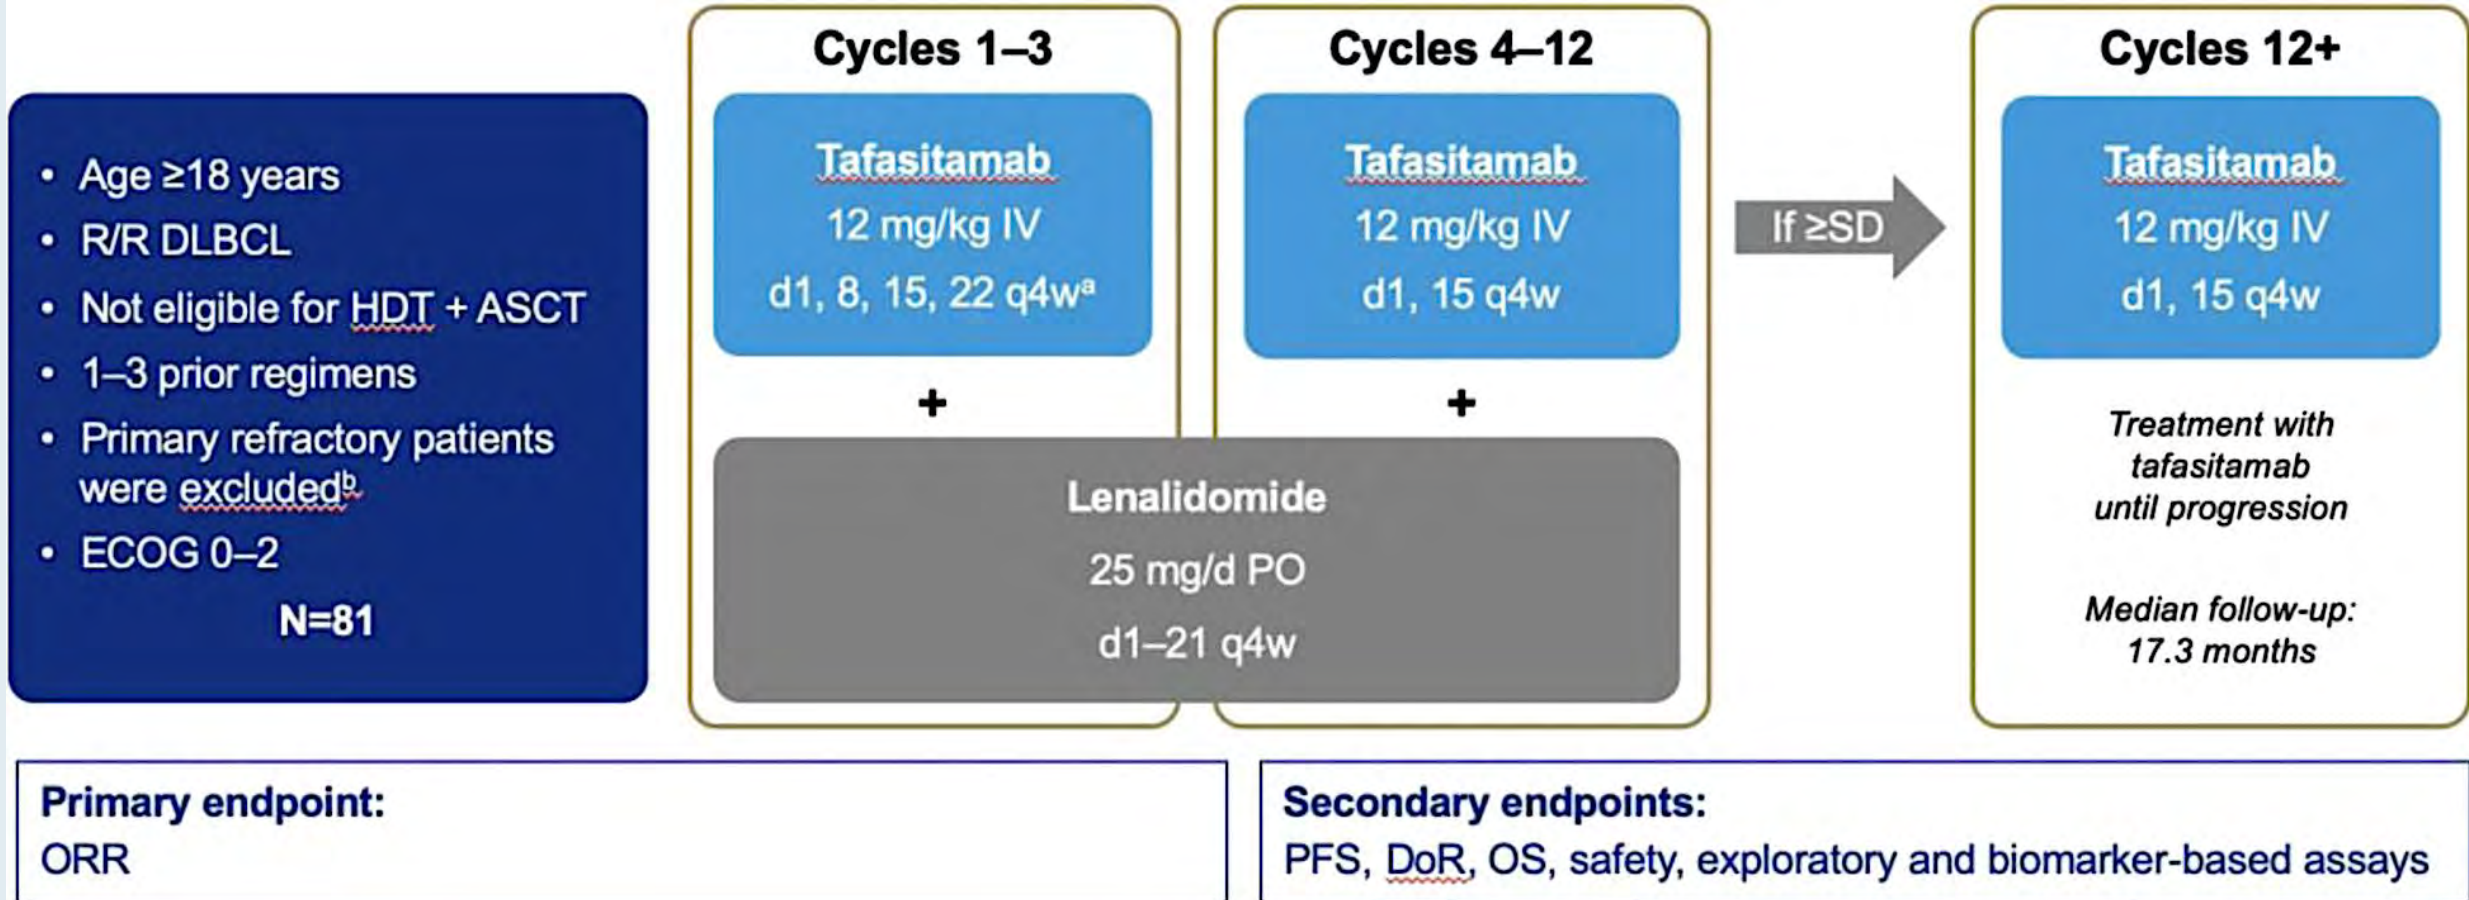 • Age ≥18 years
• R/R DLBCL
• Not eligible for HDT + ASCT
• 1–3 prior regimens
• Primary refractory patients
were excludedᵇ
• ECOG 0–2
N=81
Cycles 1–3
Tafasitamab
12 mg/kg IV
d1, 8, 15, 22 q4wᵃ
+
Cycles 4–12
Tafasitamab
12 mg/kg IV
d1, 15 q4w
+
Lenalidomide
25 mg/d PO
d1–21 q4w
If ≥SD
Cycles 12+
Tafasitamab
12 mg/kg IV
d1, 15 q4w
Treatment with
tafasitamab
until progression
Median follow-up:
17.3 months
Primary endpoint:
ORR
Secondary endpoints:
PFS, DoR, OS, safety, exploratory and biomarker-based assays